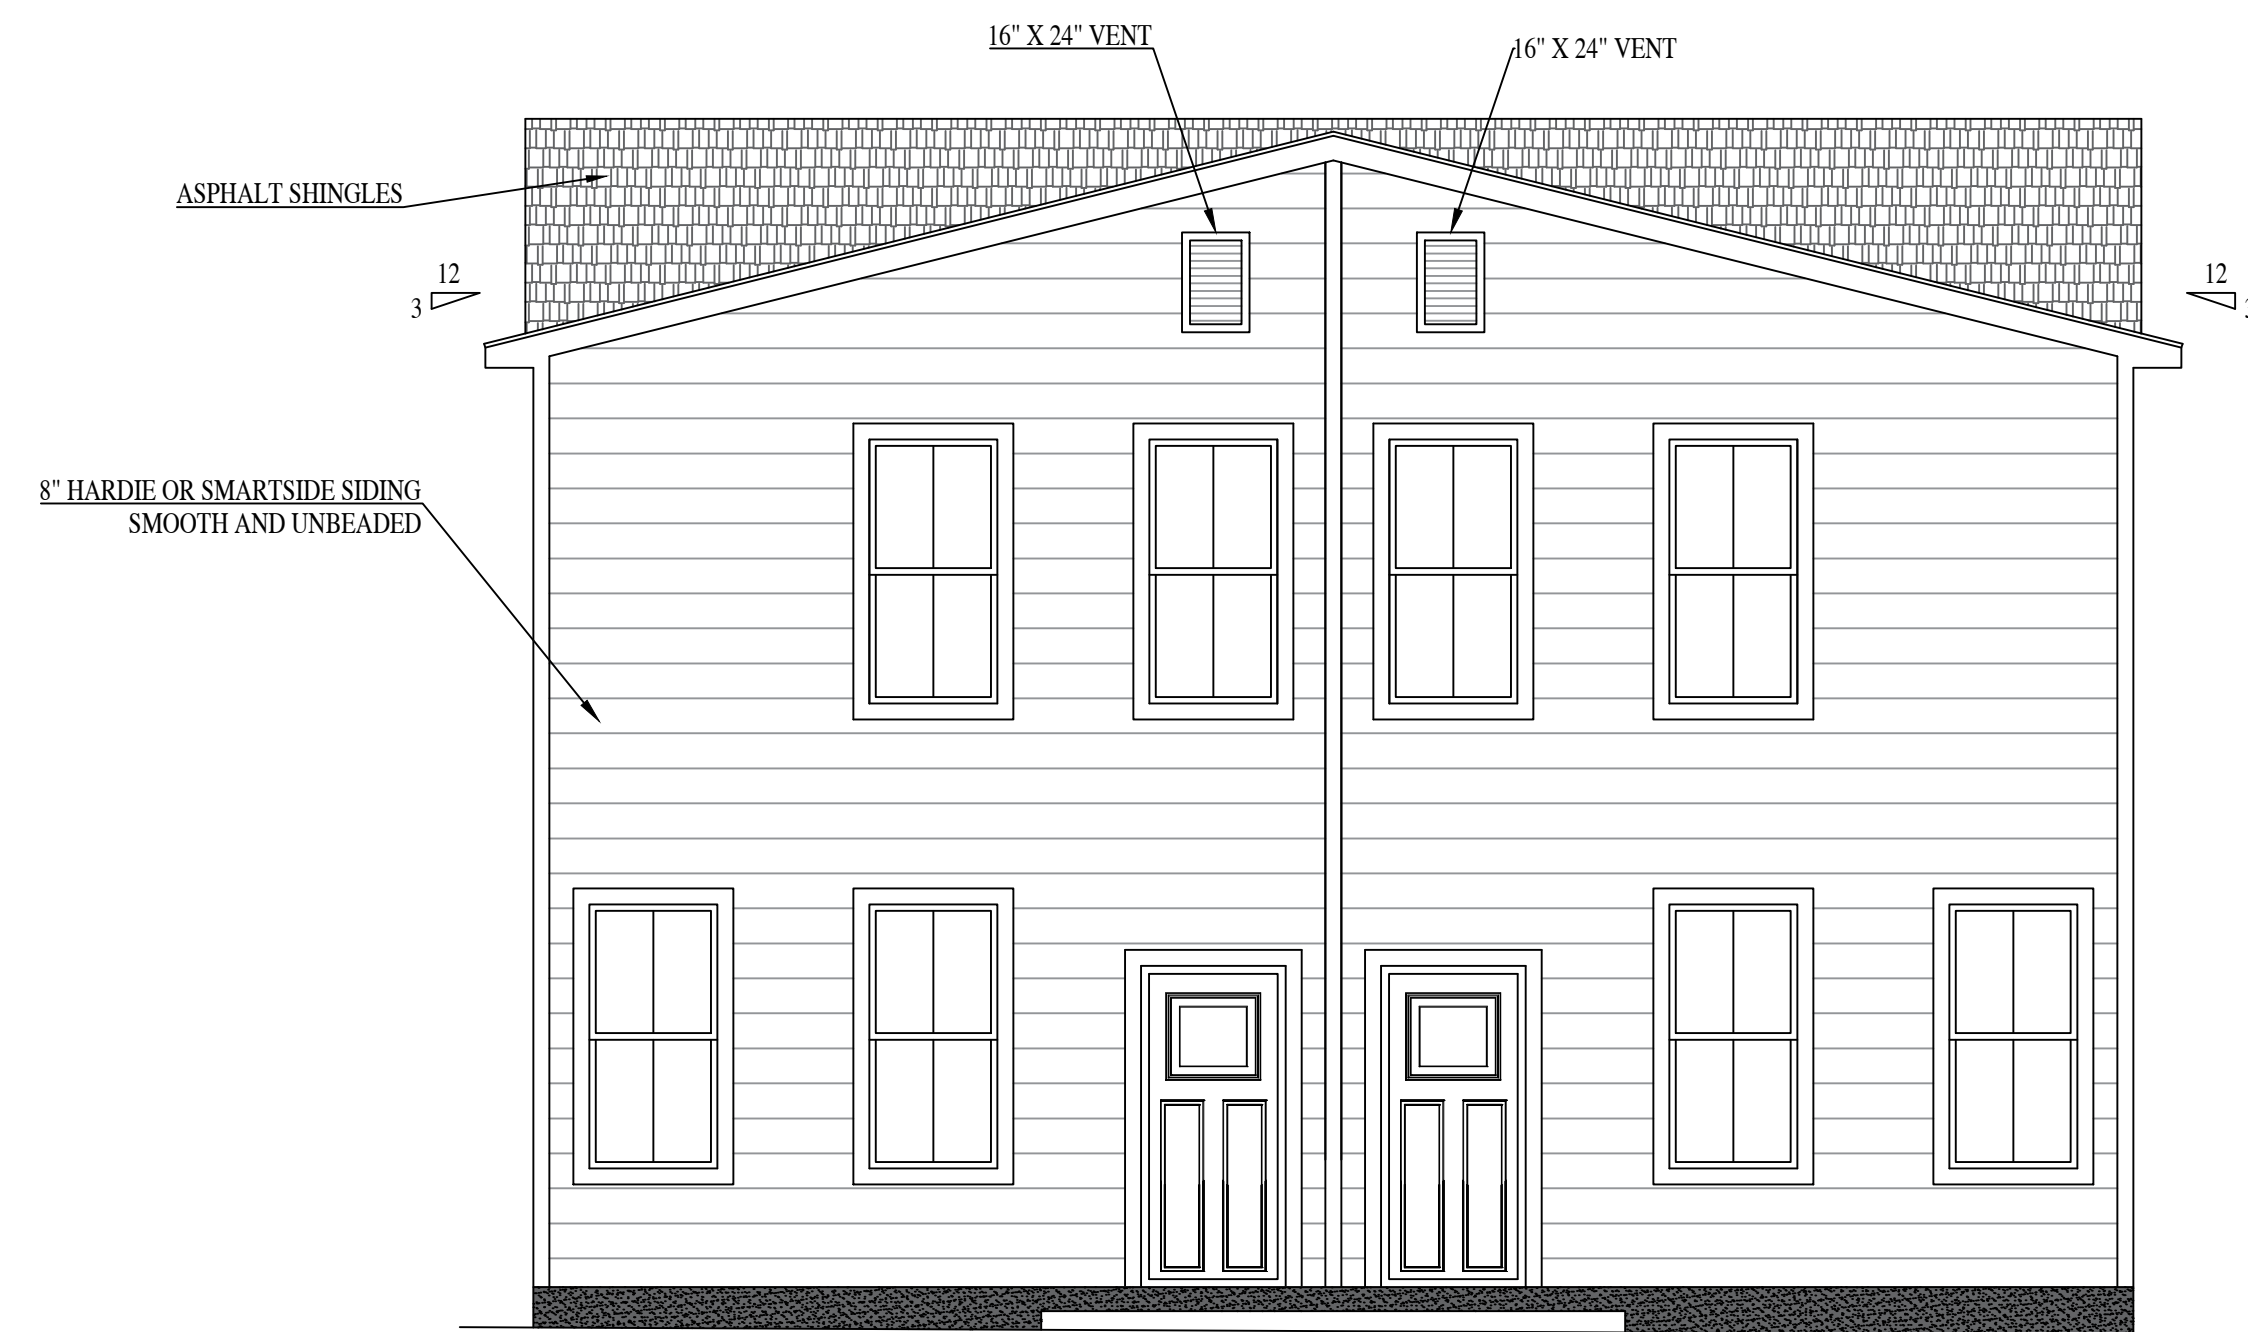 16" X 24" VENT
16" X 24" VENT
ASPHALT SHINGLES
12
3
12
8" HARDIE OR SMARTSIDE SIDING
SMOOTH AND UNBEADED